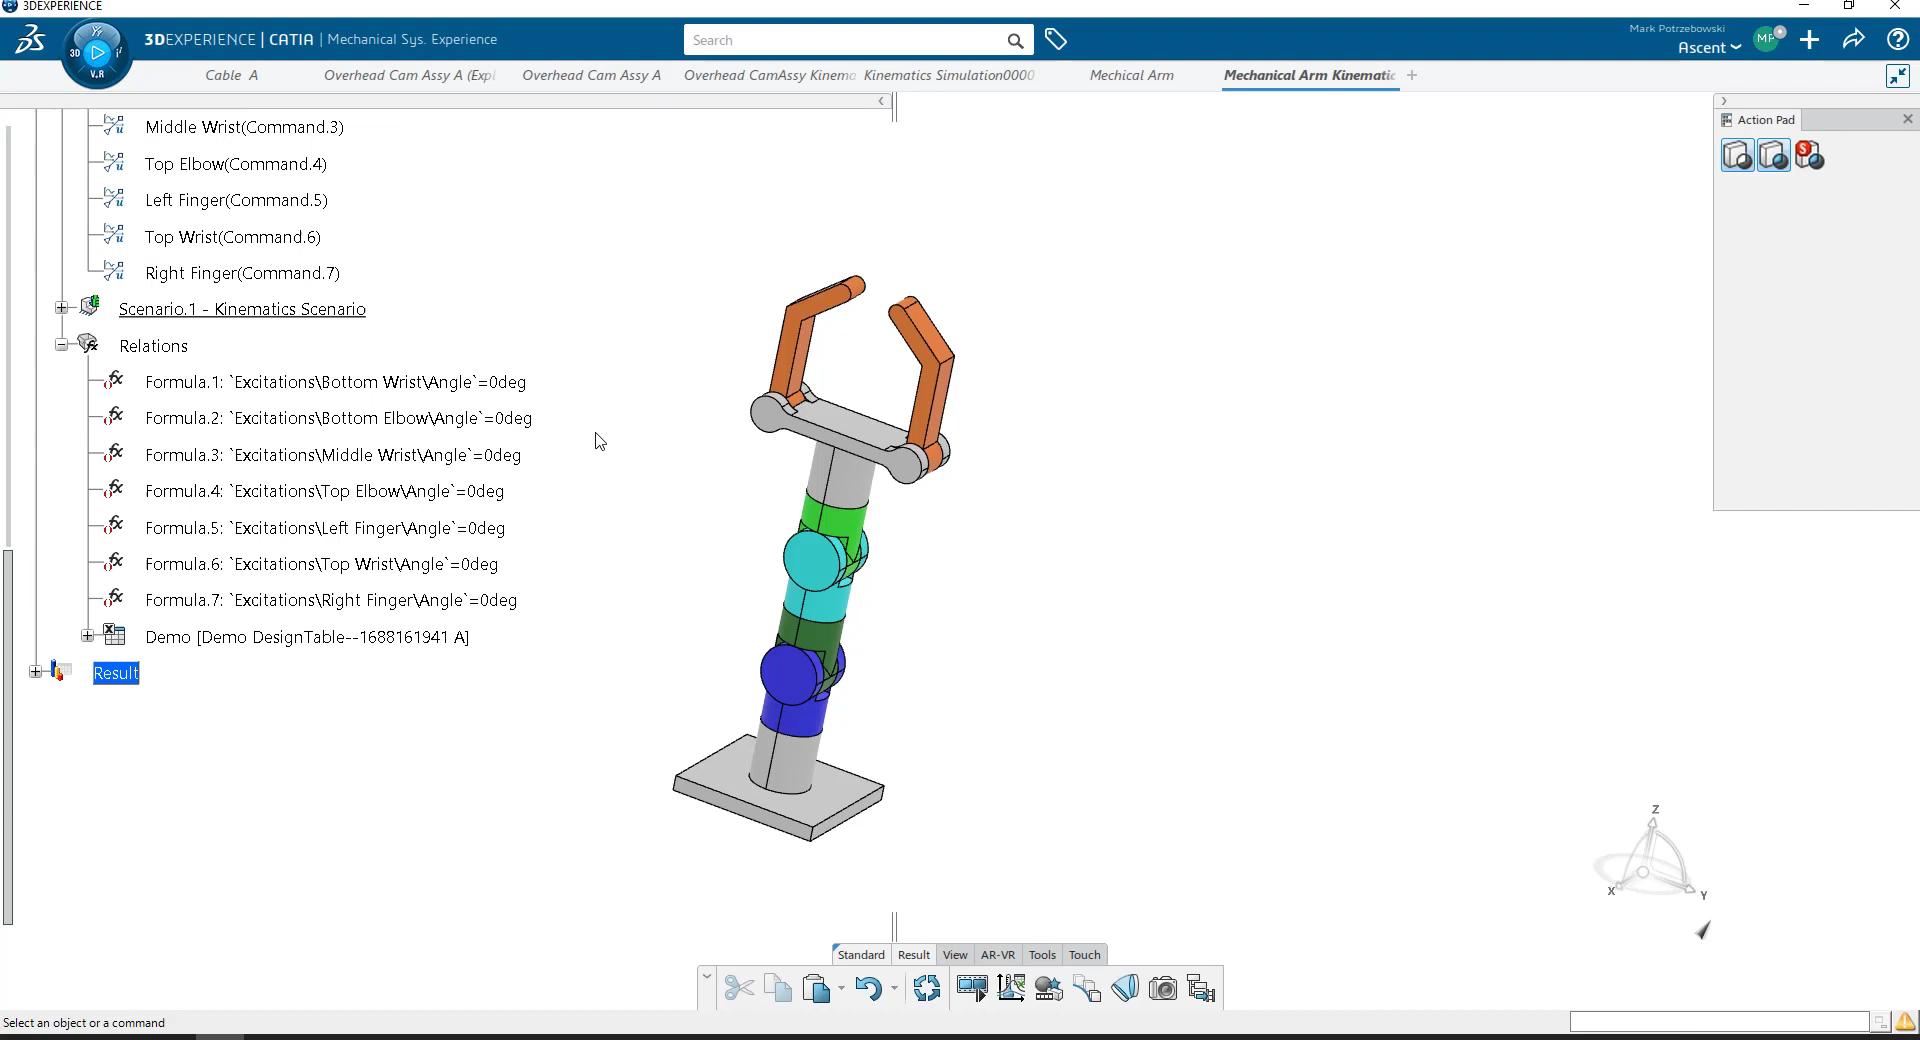 3DEXPERIENCE
3DEXPERIENCE | CATIA | Mechanical Sys. Experience
Search
Mark Potrzebowski
Ascent
MP
3D
V.R
Cable A
Overhead Cam Assy A (Expl
Overhead Cam Assy A
Overhead CamAssy Kinema
Kinematics Simulation0000
Mechical Arm
Mechanical Arm Kinematic
Action Pad
Middle Wrist(Command.3)
Top Elbow(Command.4)
Left Finger(Command.5)
Top Wrist(Command.6)
Right Finger(Command.7)
Scenario.1 - Kinematics Scenario
Relations
Formula.1: `Excitations\Bottom Wrist\Angle`=0deg
Formula.2: `Excitations\Bottom Elbow\Angle`=0deg
Formula.3: `Excitations\Middle Wrist\Angle`=0deg
Formula.4: `Excitations\Top Elbow\Angle`=0deg
Formula.5: `Excitations\Left Finger\Angle`=0deg
Formula.6: `Excitations\Top Wrist\Angle`=0deg
Formula.7: `Excitations\Right Finger\Angle`=0deg
Demo [Demo DesignTable--1688161941 A]
Result
Z
X
Y
Standard
Result
View
AR-VR
Tools
Touch
Select an object or a command